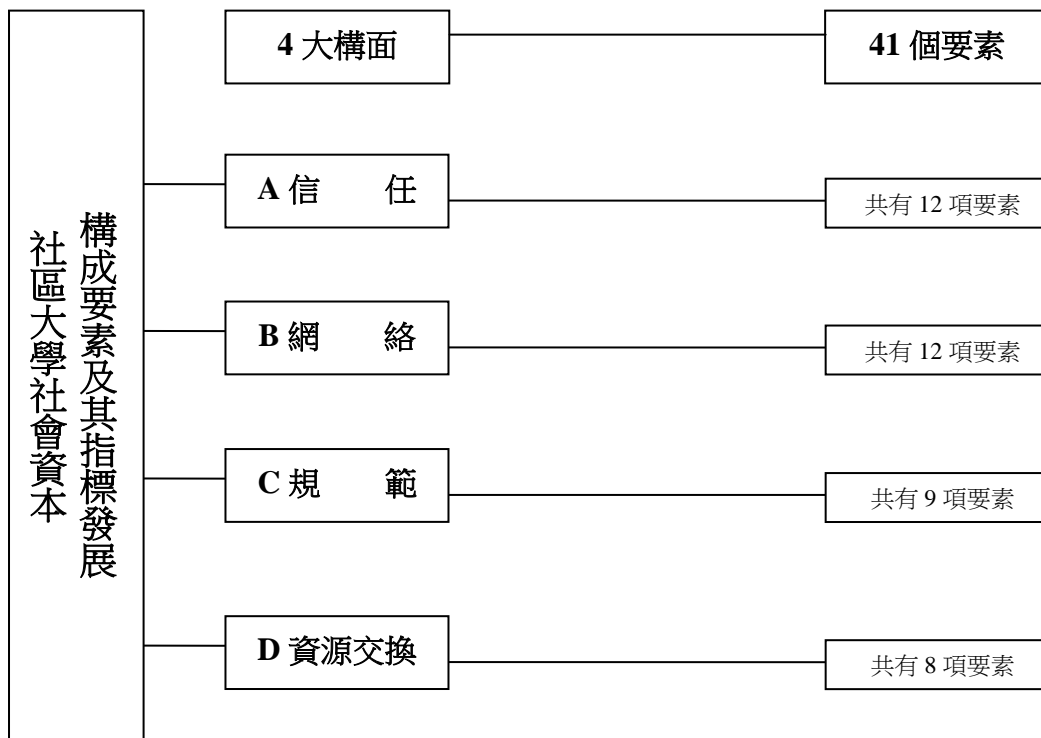 4 大構面
41 個要素
社區大學社會資本
構成要素及其指標發展
A 信 任
共有 12 項要素
B 網 絡
共有 12 項要素
C 規 範
共有 9 項要素
D 資源交換
共有 8 項要素